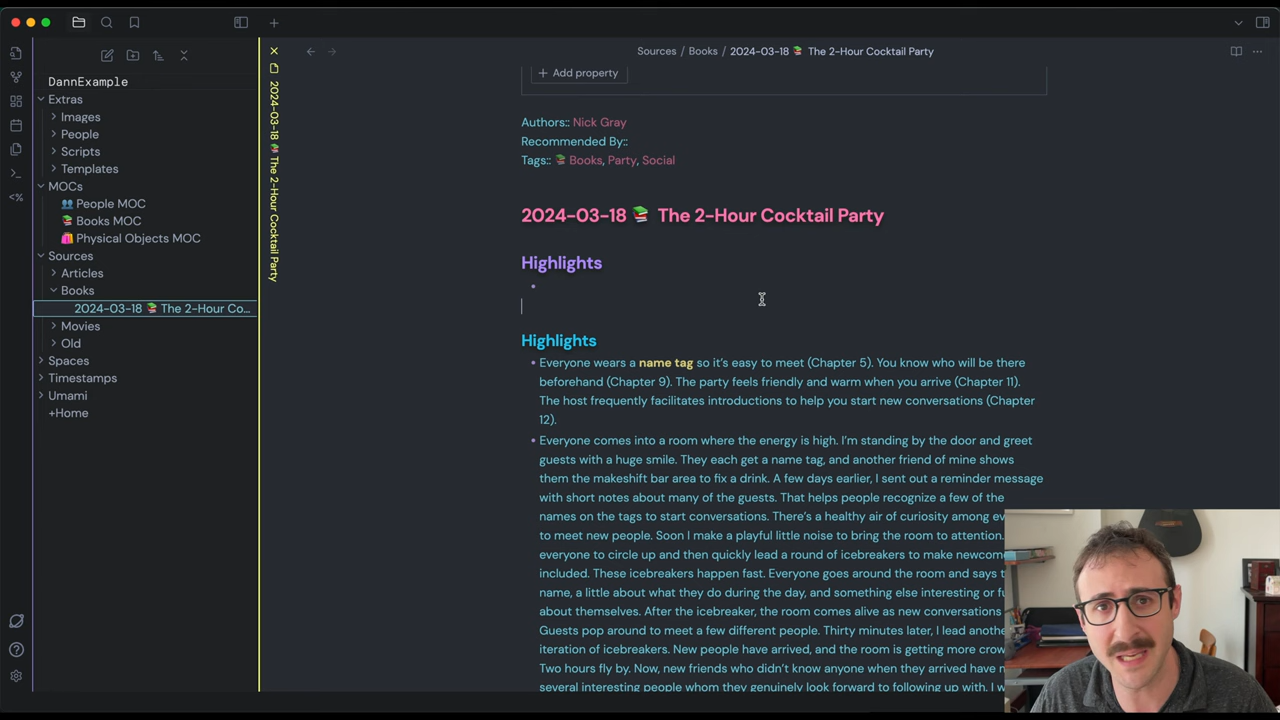 DannExample
Extras
Images
People
Scripts
Templates
MOCs
👥 People MOC
📚 Books MOC
🛍️ Physical Objects MOC
Sources
Articles
Books
2024-03-18 📚 The 2-Hour Co...
Movies
Old
Spaces
Timestamps
Umami
+Home
2024-03-18 📚 The 2-Hour Cocktail Party
Sources / Books / 2024-03-18 📚 The 2-Hour Cocktail Party
+ Add property
Authors:: Nick Gray
Recommended By::
Tags:: 📚 Books, Party, Social
2024-03-18 📚 The 2-Hour Cocktail Party
Highlights
Highlights
• Everyone wears a name tag so it's easy to meet (Chapter 5). You know who will be there
beforehand (Chapter 9). The party feels friendly and warm when you arrive (Chapter 11).
The host frequently facilitates introductions to help you start new conversations (Chapter
12).
• Everyone comes into a room where the energy is high. I'm standing by the door and greet
guests with a huge smile. They each get a name tag, and another friend of mine shows
them the makeshift bar area to fix a drink. A few days earlier, I sent out a reminder message
with short notes about many of the guests. That helps people recognize a few of the
names on the tags to start conversations. There's a healthy air of curiosity among
to meet new people. Soon I make a playful little noise to bring the room to attention.
everyone to circle up and then quickly lead a round of icebreakers to make
included. These icebreakers happen fast. Everyone goes around the room and says
name, a little about what they do during the day, and something else interesting or
about themselves. After the icebreaker, the room comes alive as new conversations
Guests pop around to meet a few different people. Thirty minutes later, I lead
iteration of icebreakers. New people have arrived, and the room is getting more
Two hours fly by. Now, new friends who didn't know anyone when they arrived have
several interesting people whom they genuinely look forward to following up with. I